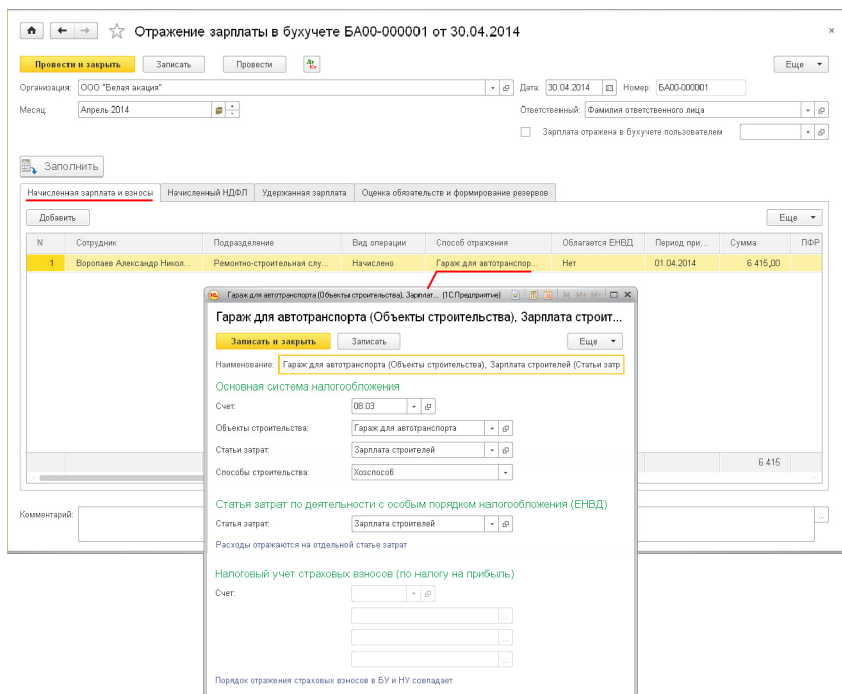 Отражение зарплаты в бухучете БА00-000001 от 30.04.2014
Провести и закрыть Записать Провести Дт Кт Еще
Организация: ООО "Белая акация" Дата: 30.04.2014 Номер: БА00-000001
Месяц: Апрель 2014 Ответственный: Фамилия ответственного лица
Зарплата отражена в бухучете пользователем
Заполнить
Начисленная зарплата и взносы Начисленный НДФЛ Удержанная зарплата Оценка обязательств и формирование резервов
Добавить Еще
N Сотрудник Подразделение Вид операции Способ отражения Облагается ЕНВД Период при... Сумма ПФР
1 Воропаев Александр Никол... Ремонтно-строительная слу... Начислено Гараж для автотранспор... Нет 01.04.2014 6 415,00
Гараж для автотранспорта (Объекты строительства), Зарплат... (1С:Предприятие) M M+ M-
Гараж для автотранспорта (Объекты строительства), Зарплата строит...
Записать и закрыть Записать Еще
Наименование: Гараж для автотранспорта (Объекты строительства), Зарплата строителей (Статьи затр
Основная система налогообложения
Счет: 08.03
Объекты строительства: Гараж для автотранспорта
Статьи затрат: Зарплата строителей
6 415
Способы строительства: Хозспособ
Статья затрат по деятельности с особым порядком налогообложения (ЕНВД)
Комментарий:
Статья затрат: Зарплата строителей
Расходы отражаются на отдельной статье затрат
Налоговый учет страховых взносов (по налогу на прибыль)
Счет:
Порядок отражения страховых взносов в БУ и НУ совпадает